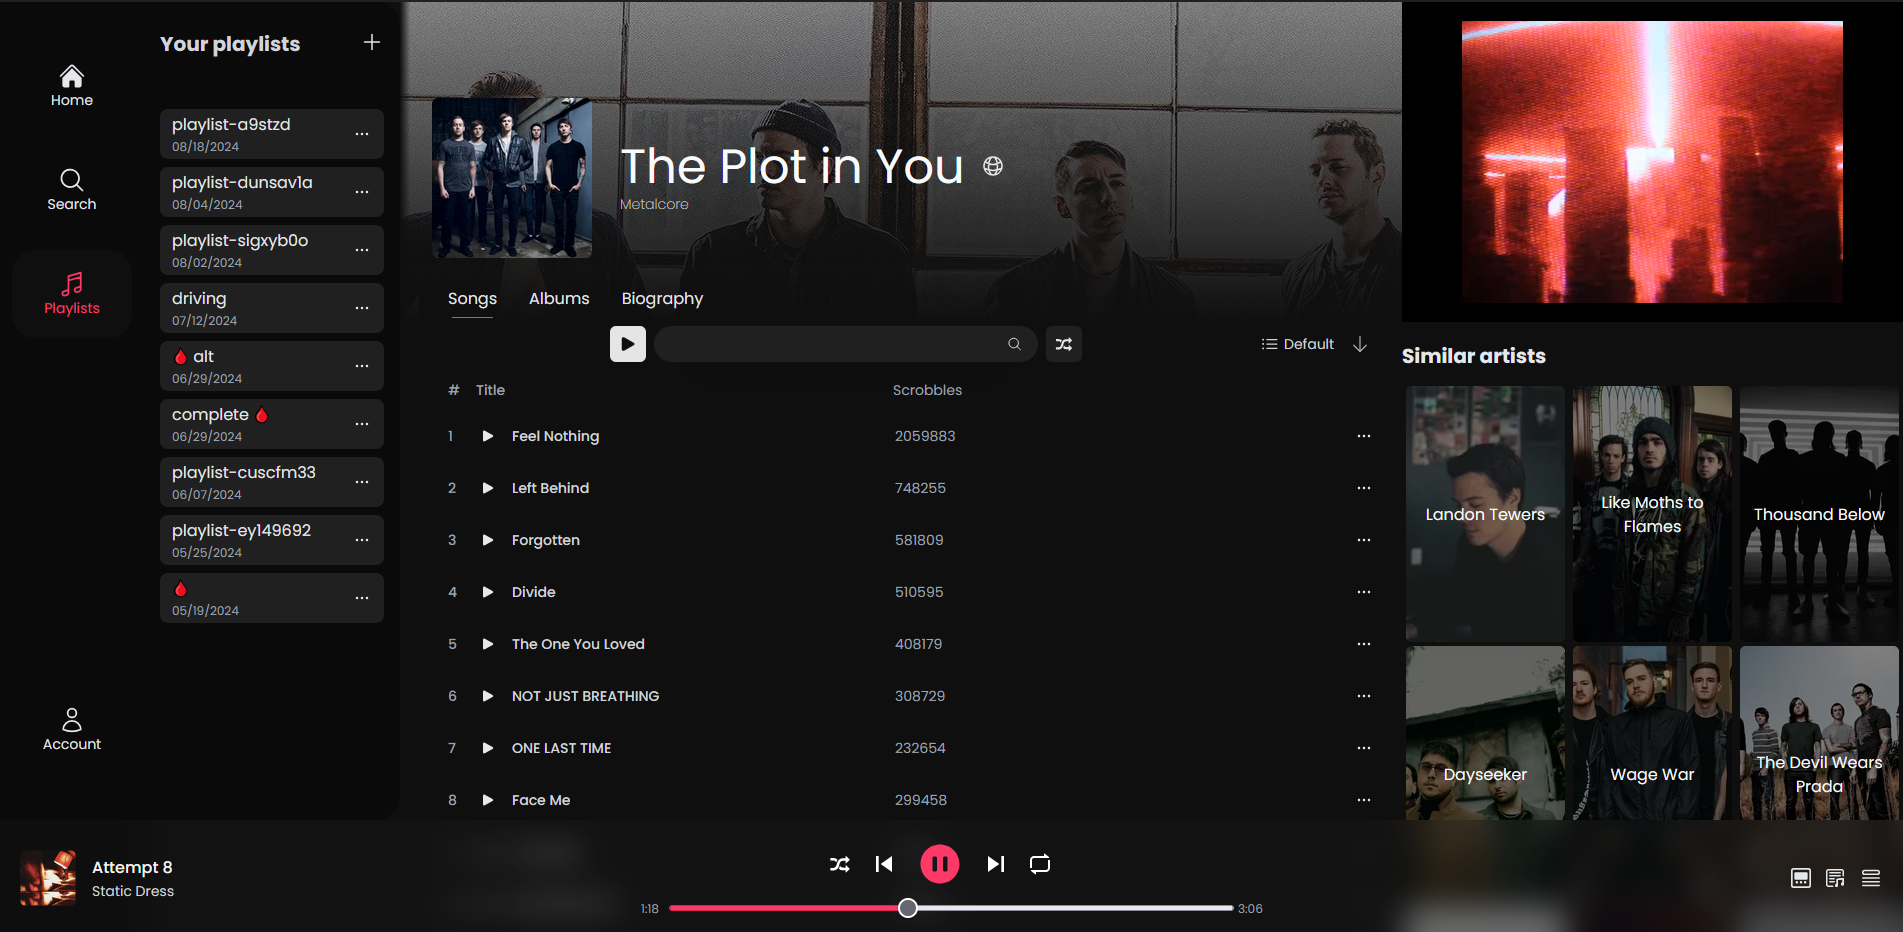 Home
Search
Playlists
Account
Your playlists
playlist-a9stzd
08/18/2024
playlist-dunsav1a
08/04/2024
playlist-sigxyb0o
08/02/2024
driving
07/12/2024
🩸 alt
06/29/2024
complete 🩸
06/29/2024
playlist-cuscfm33
06/07/2024
playlist-ey149692
05/25/2024
🩸
05/19/2024
The Plot in You
Metalcore
Songs Albums Biography
Default
# Title Scrobbles
1 Feel Nothing 2059883
2 Left Behind 748255
3 Forgotten 581809
4 Divide 510595
5 The One You Loved 408179
6 NOT JUST BREATHING 308729
7 ONE LAST TIME 232654
8 Face Me 299458
Similar artists
Landon Tewers
Like Moths to
Flames
Thousand Below
Dayseeker
Wage War
The Devil Wears
Prada
Attempt 8
Static Dress
1:18
3:06